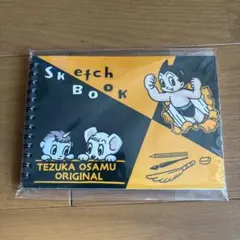 Sketch
BOOK
TEZUKA OSAMU
ORIGINAL